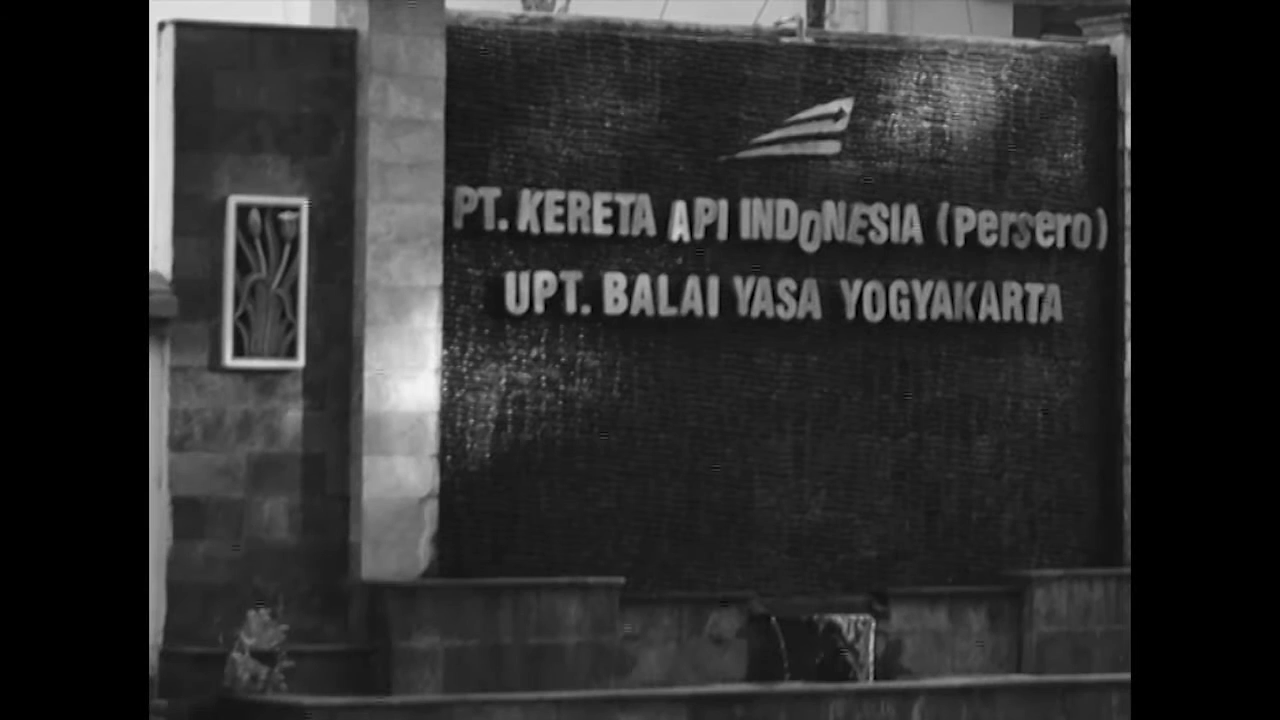 PT. KERETA API INDONESIA (Persero)
UPT. BALAI YASA YOGYAKARTA